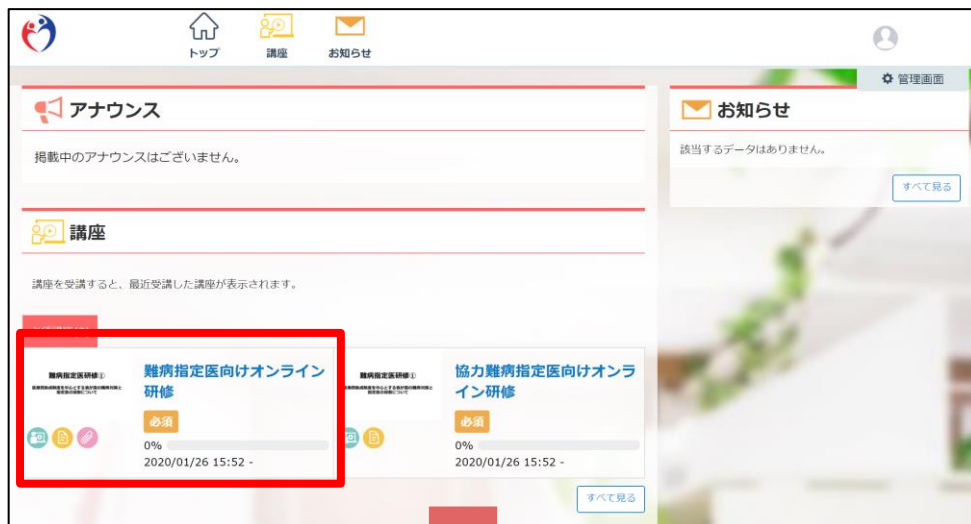 トップ
講座
お知らせ
管理画面
アナウンス
掲載中のアナウンスはございません。
お知らせ
該当するデータはありません。
すべて見る
講座
講座を受講すると、最近受講した講座が表示されます。
難病指定医研修①
難病指定医向けオンライン
研修
必須
0%
2020/01/26 15:52 -
難病指定医研修①
協力難病指定医向けオンラ
イン研修
必須
0%
2020/01/26 15:52 -
すべて見る